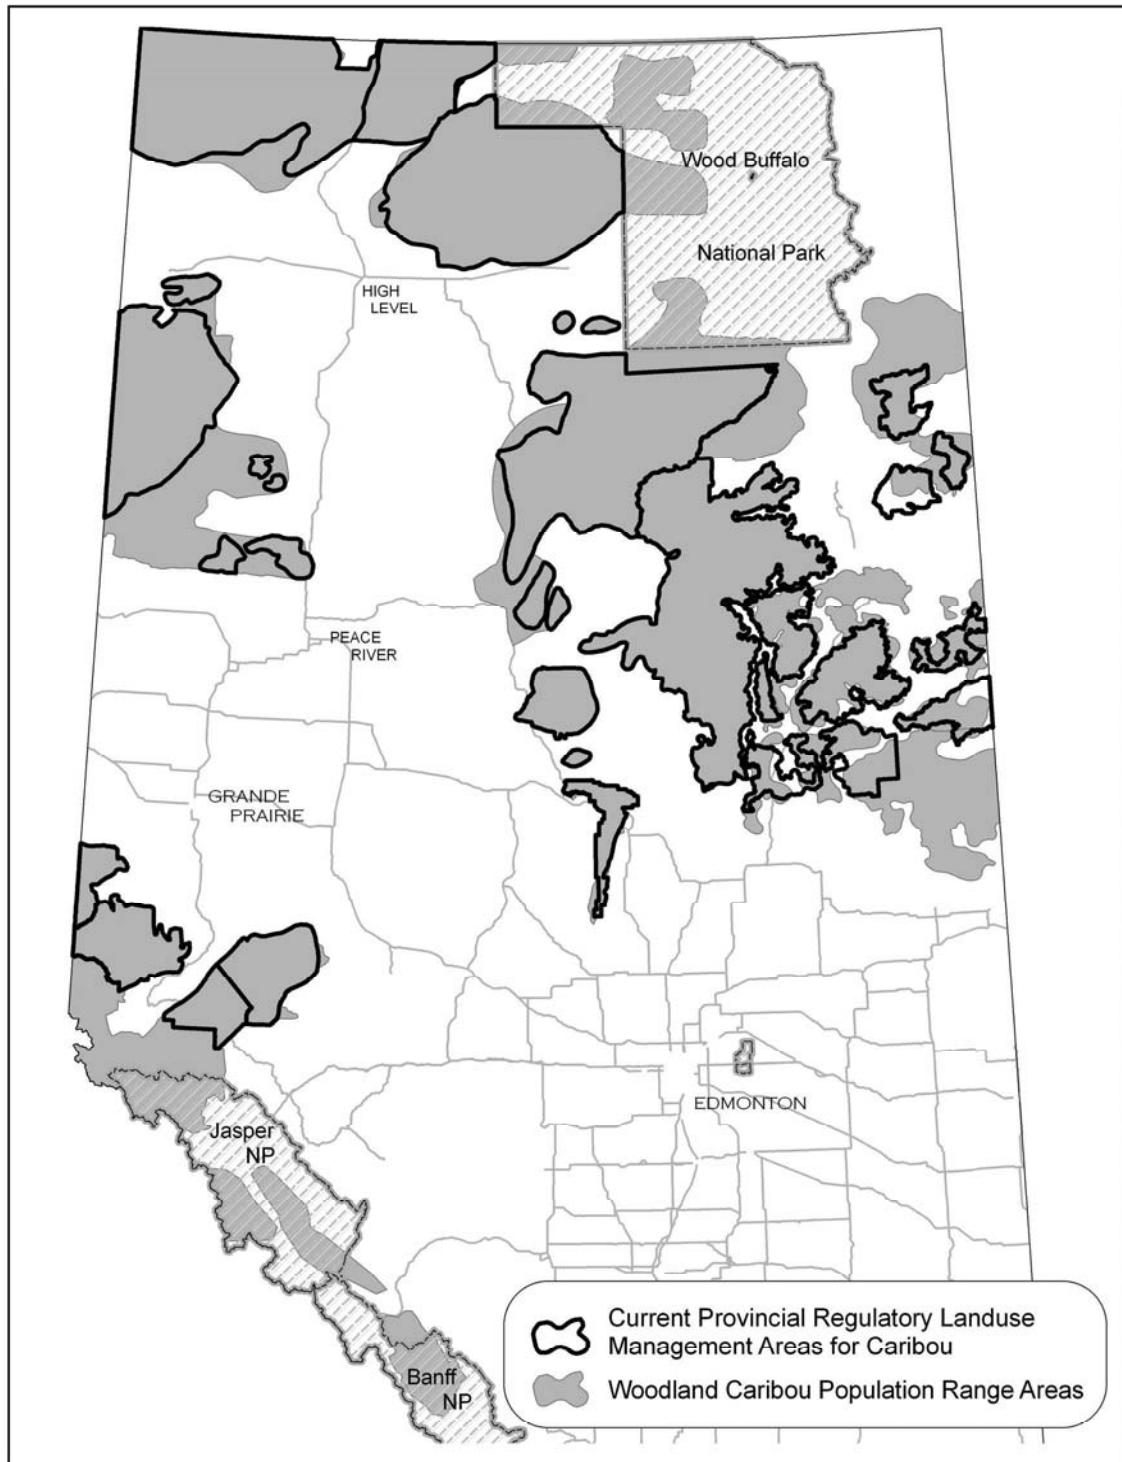 Wood Buffalo
National Park
HIGH
LEVEL
PEACE
RIVER
GRANDE
PRAIRIE
EDMONTON
Jasper
NP
Banff
NP
Current Provincial Regulatory Landuse
Management Areas for Caribou
Woodland Caribou Population Range Areas